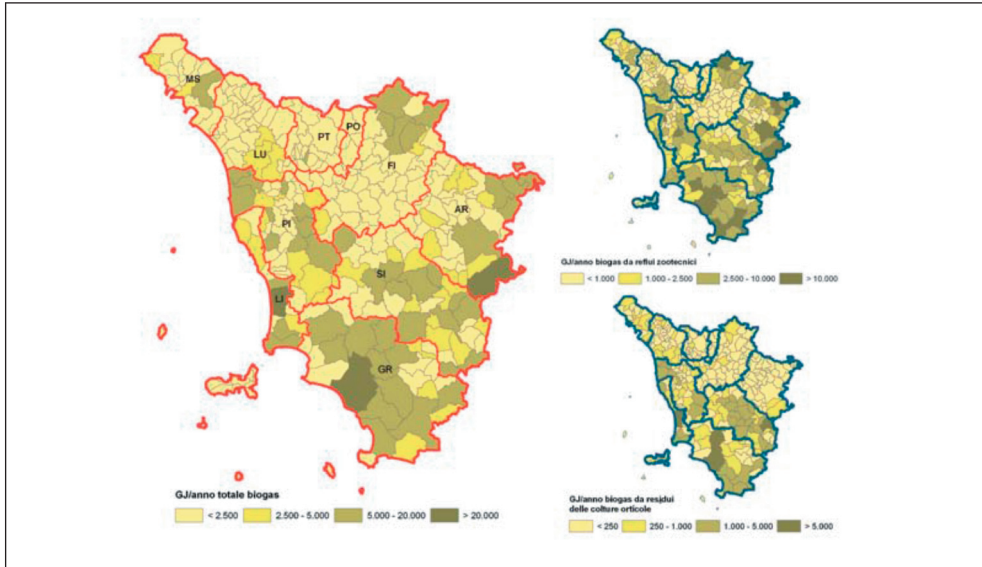 MS
LU
PT
PO
FI
AR
PI
SI
LI
GR
GJ/anno totale biogas
< 2.500
2.500 - 5.000
5.000 - 20.000
> 20.000
GJ/anno biogas da reflui zootecnici
< 1.000
1.000 - 2.500
2.500 - 10.000
> 10.000
GJ/anno biogas da residui
delle colture orticole
< 250
250 - 1.000
1.000 - 5.000
> 5.000